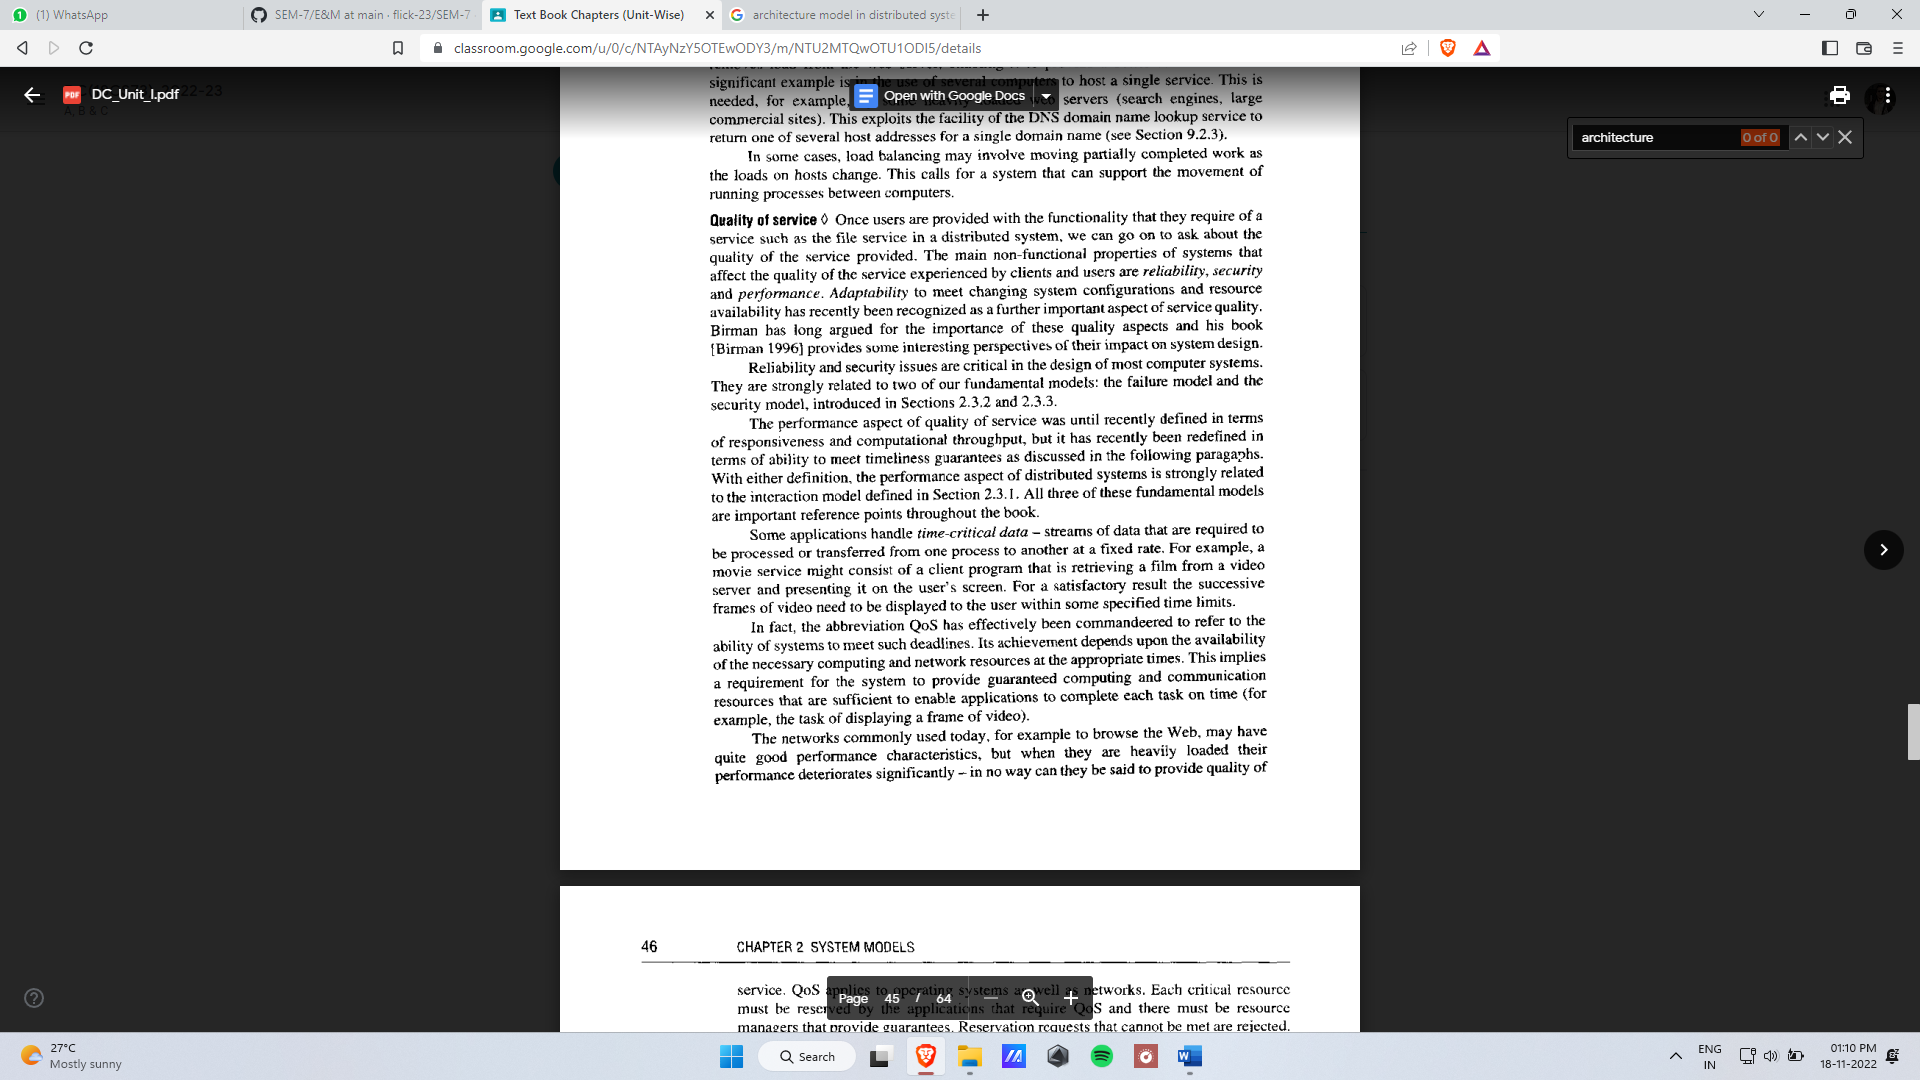 (1) WhatsApp
SEM-7/E&M at main · flick-23/SEM-7
Text Book Chapters (Unit-Wise)
architecture model in distributed syste
classroom.google.com/u/0/c/NTAyNzY5OTEwODY3/m/NTU2MTQwOTU1ODI5/details
DC_Unit_I.pdf
A, B & C
Open with Google Docs
architecture
0 of 0
significant example is in the use of several computers to host a single service. This is
needed, for example, servers (search engines, large
commercial sites). This exploits the facility of the DNS domain name lookup service to
return one of several host addresses for a single domain name (see Section 9.2.3).
In some cases, load balancing may involve moving partially completed work as
the loads on hosts change. This calls for a system that can support the movement of
running processes between computers.
Quality of service ◊ Once users are provided with the functionality that they require of a
service such as the file service in a distributed system, we can go on to ask about the
quality of the service provided. The main non-functional properties of systems that
affect the quality of the service experienced by clients and users are reliability, security
and performance. Adaptability to meet changing system configurations and resource
availability has recently been recognized as a further important aspect of service quality.
Birman has long argued for the importance of these quality aspects and his book
[Birman 1996] provides some interesting perspectives of their impact on system design.
Reliability and security issues are critical in the design of most computer systems.
They are strongly related to two of our fundamental models: the failure model and the
security model, introduced in Sections 2.3.2 and 2.3.3.
The performance aspect of quality of service was until recently defined in terms
of responsiveness and computational throughput, but it has recently been redefined in
terms of ability to meet timeliness guarantees as discussed in the following paragaphs.
With either definition, the performance aspect of distributed systems is strongly related
to the interaction model defined in Section 2.3.1. All three of these fundamental models
are important reference points throughout the book.
Some applications handle time-critical data – streams of data that are required to
be processed or transferred from one process to another at a fixed rate. For example, a
movie service might consist of a client program that is retrieving a film from a video
server and presenting it on the user's screen. For a satisfactory result the successive
frames of video need to be displayed to the user within some specified time limits.
In fact, the abbreviation QoS has effectively been commandeered to refer to the
ability of systems to meet such deadlines. Its achievement depends upon the availability
of the necessary computing and network resources at the appropriate times. This implies
a requirement for the system to provide guaranteed computing and communication
resources that are sufficient to enable applications to complete each task on time (for
example, the task of displaying a frame of video).
The networks commonly used today, for example to browse the Web, may have
quite good performance characteristics, but when they are heavily loaded their
performance deteriorates significantly – in no way can they be said to provide quality of
46 CHAPTER 2 SYSTEM MODELS
service. QoS applies to operating systems as well as networks. Each critical resource
must be reserved by the applications that require QoS and there must be resource
managers that provide guarantees. Reservation requests that cannot be met are rejected.
Page 45 / 64
27°C
Mostly sunny
Search
ENG
IN
01:10 PM
18-11-2022